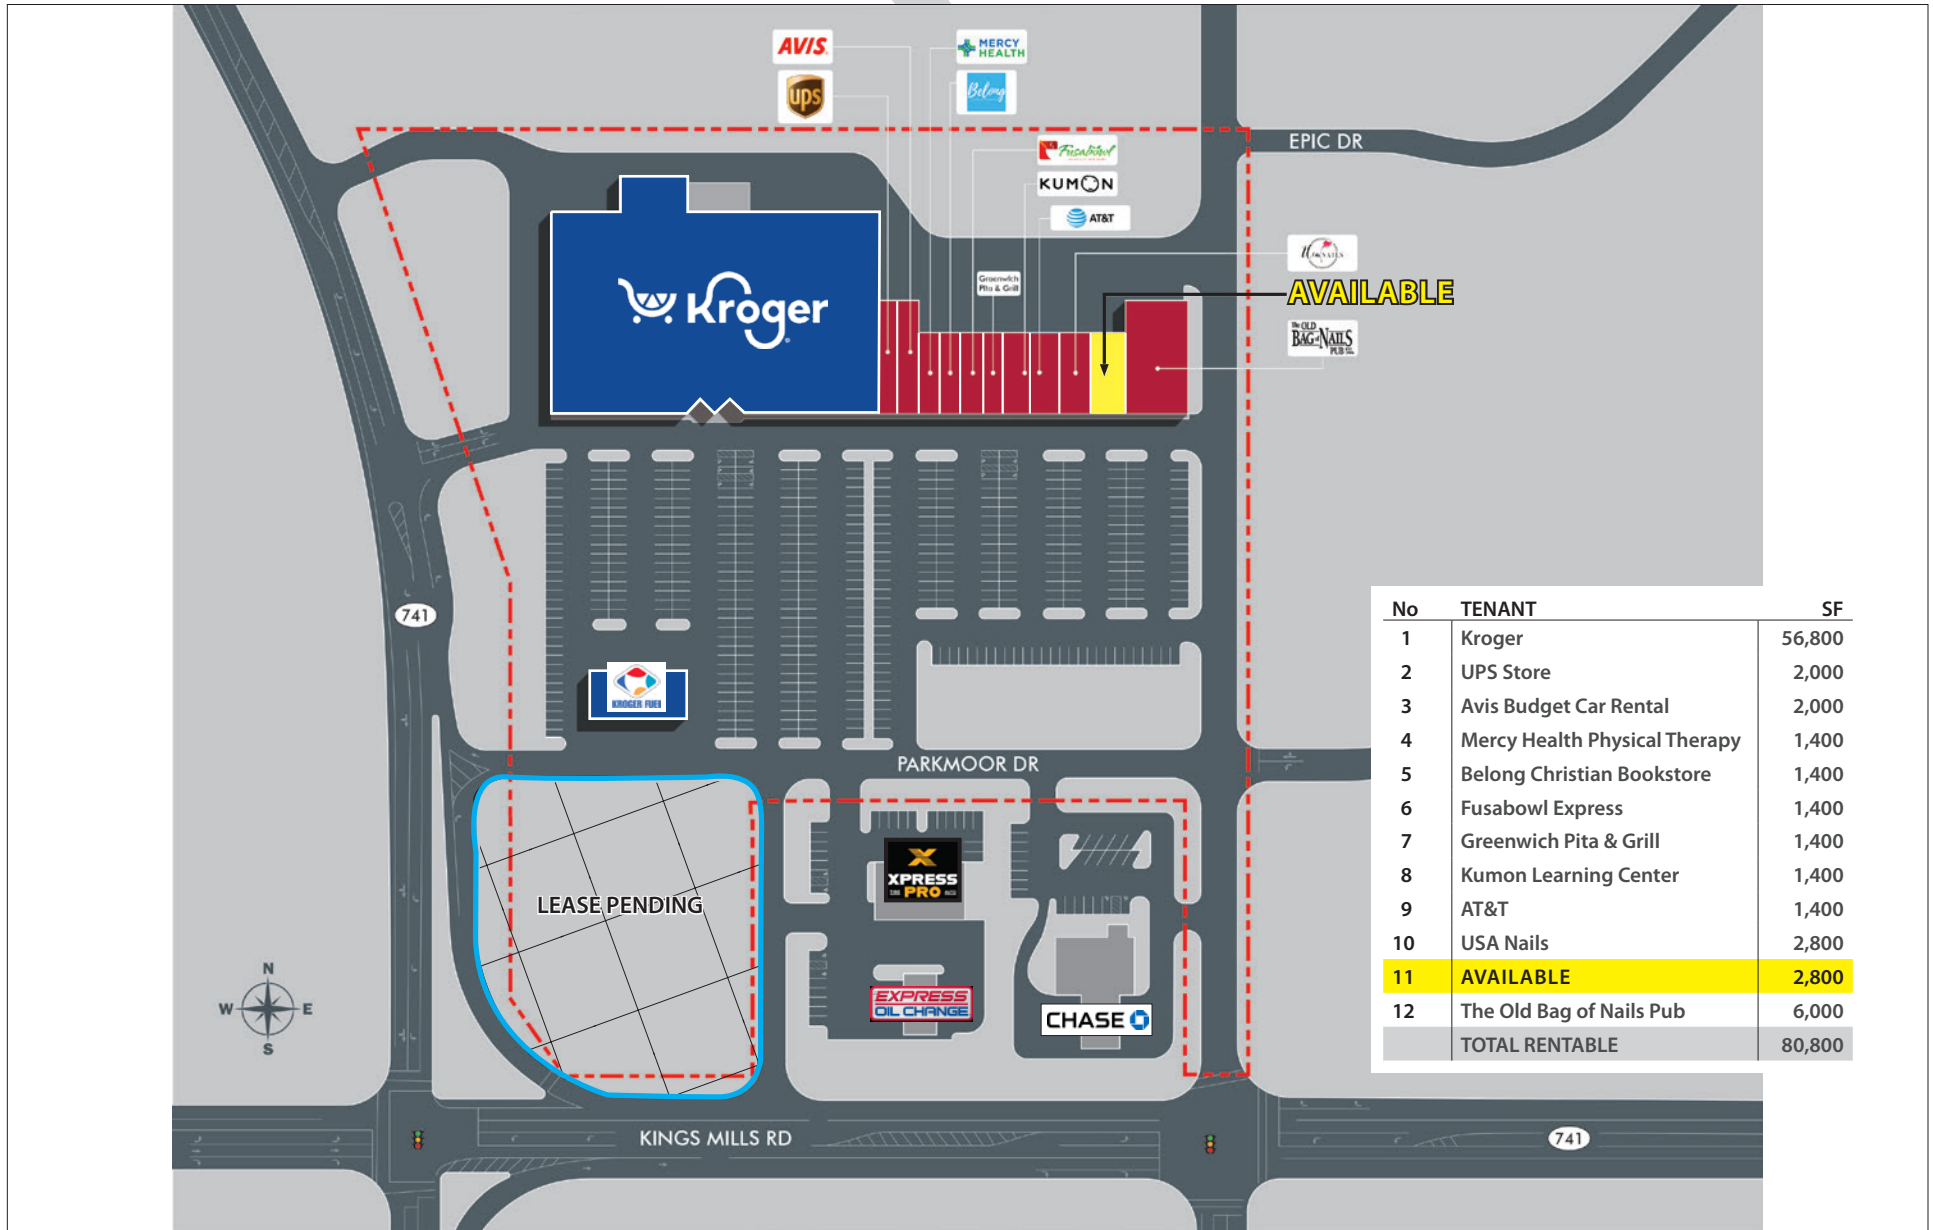 AVIS
MERCY
HEALTH
ups
Belong
EPIC DR
Fusabowl
KUMON
AT&T
Greenwich
Pita & Grill
AVAILABLE
The OLD
BAG of NAILS
PUB
Kroger
741
KROGER FUEL
PARKMOOR DR
LEASE PENDING
XPRESS
PRO
EXPRESS
OIL CHANGE
CHASE
N
W E
S
KINGS MILLS RD
741
No TENANT SF
1 Kroger 56,800
2 UPS Store 2,000
3 Avis Budget Car Rental 2,000
4 Mercy Health Physical Therapy 1,400
5 Belong Christian Bookstore 1,400
6 Fusabowl Express 1,400
7 Greenwich Pita & Grill 1,400
8 Kumon Learning Center 1,400
9 AT&T 1,400
10 USA Nails 2,800
11 AVAILABLE 2,800
12 The Old Bag of Nails Pub 6,000
TOTAL RENTABLE 80,800